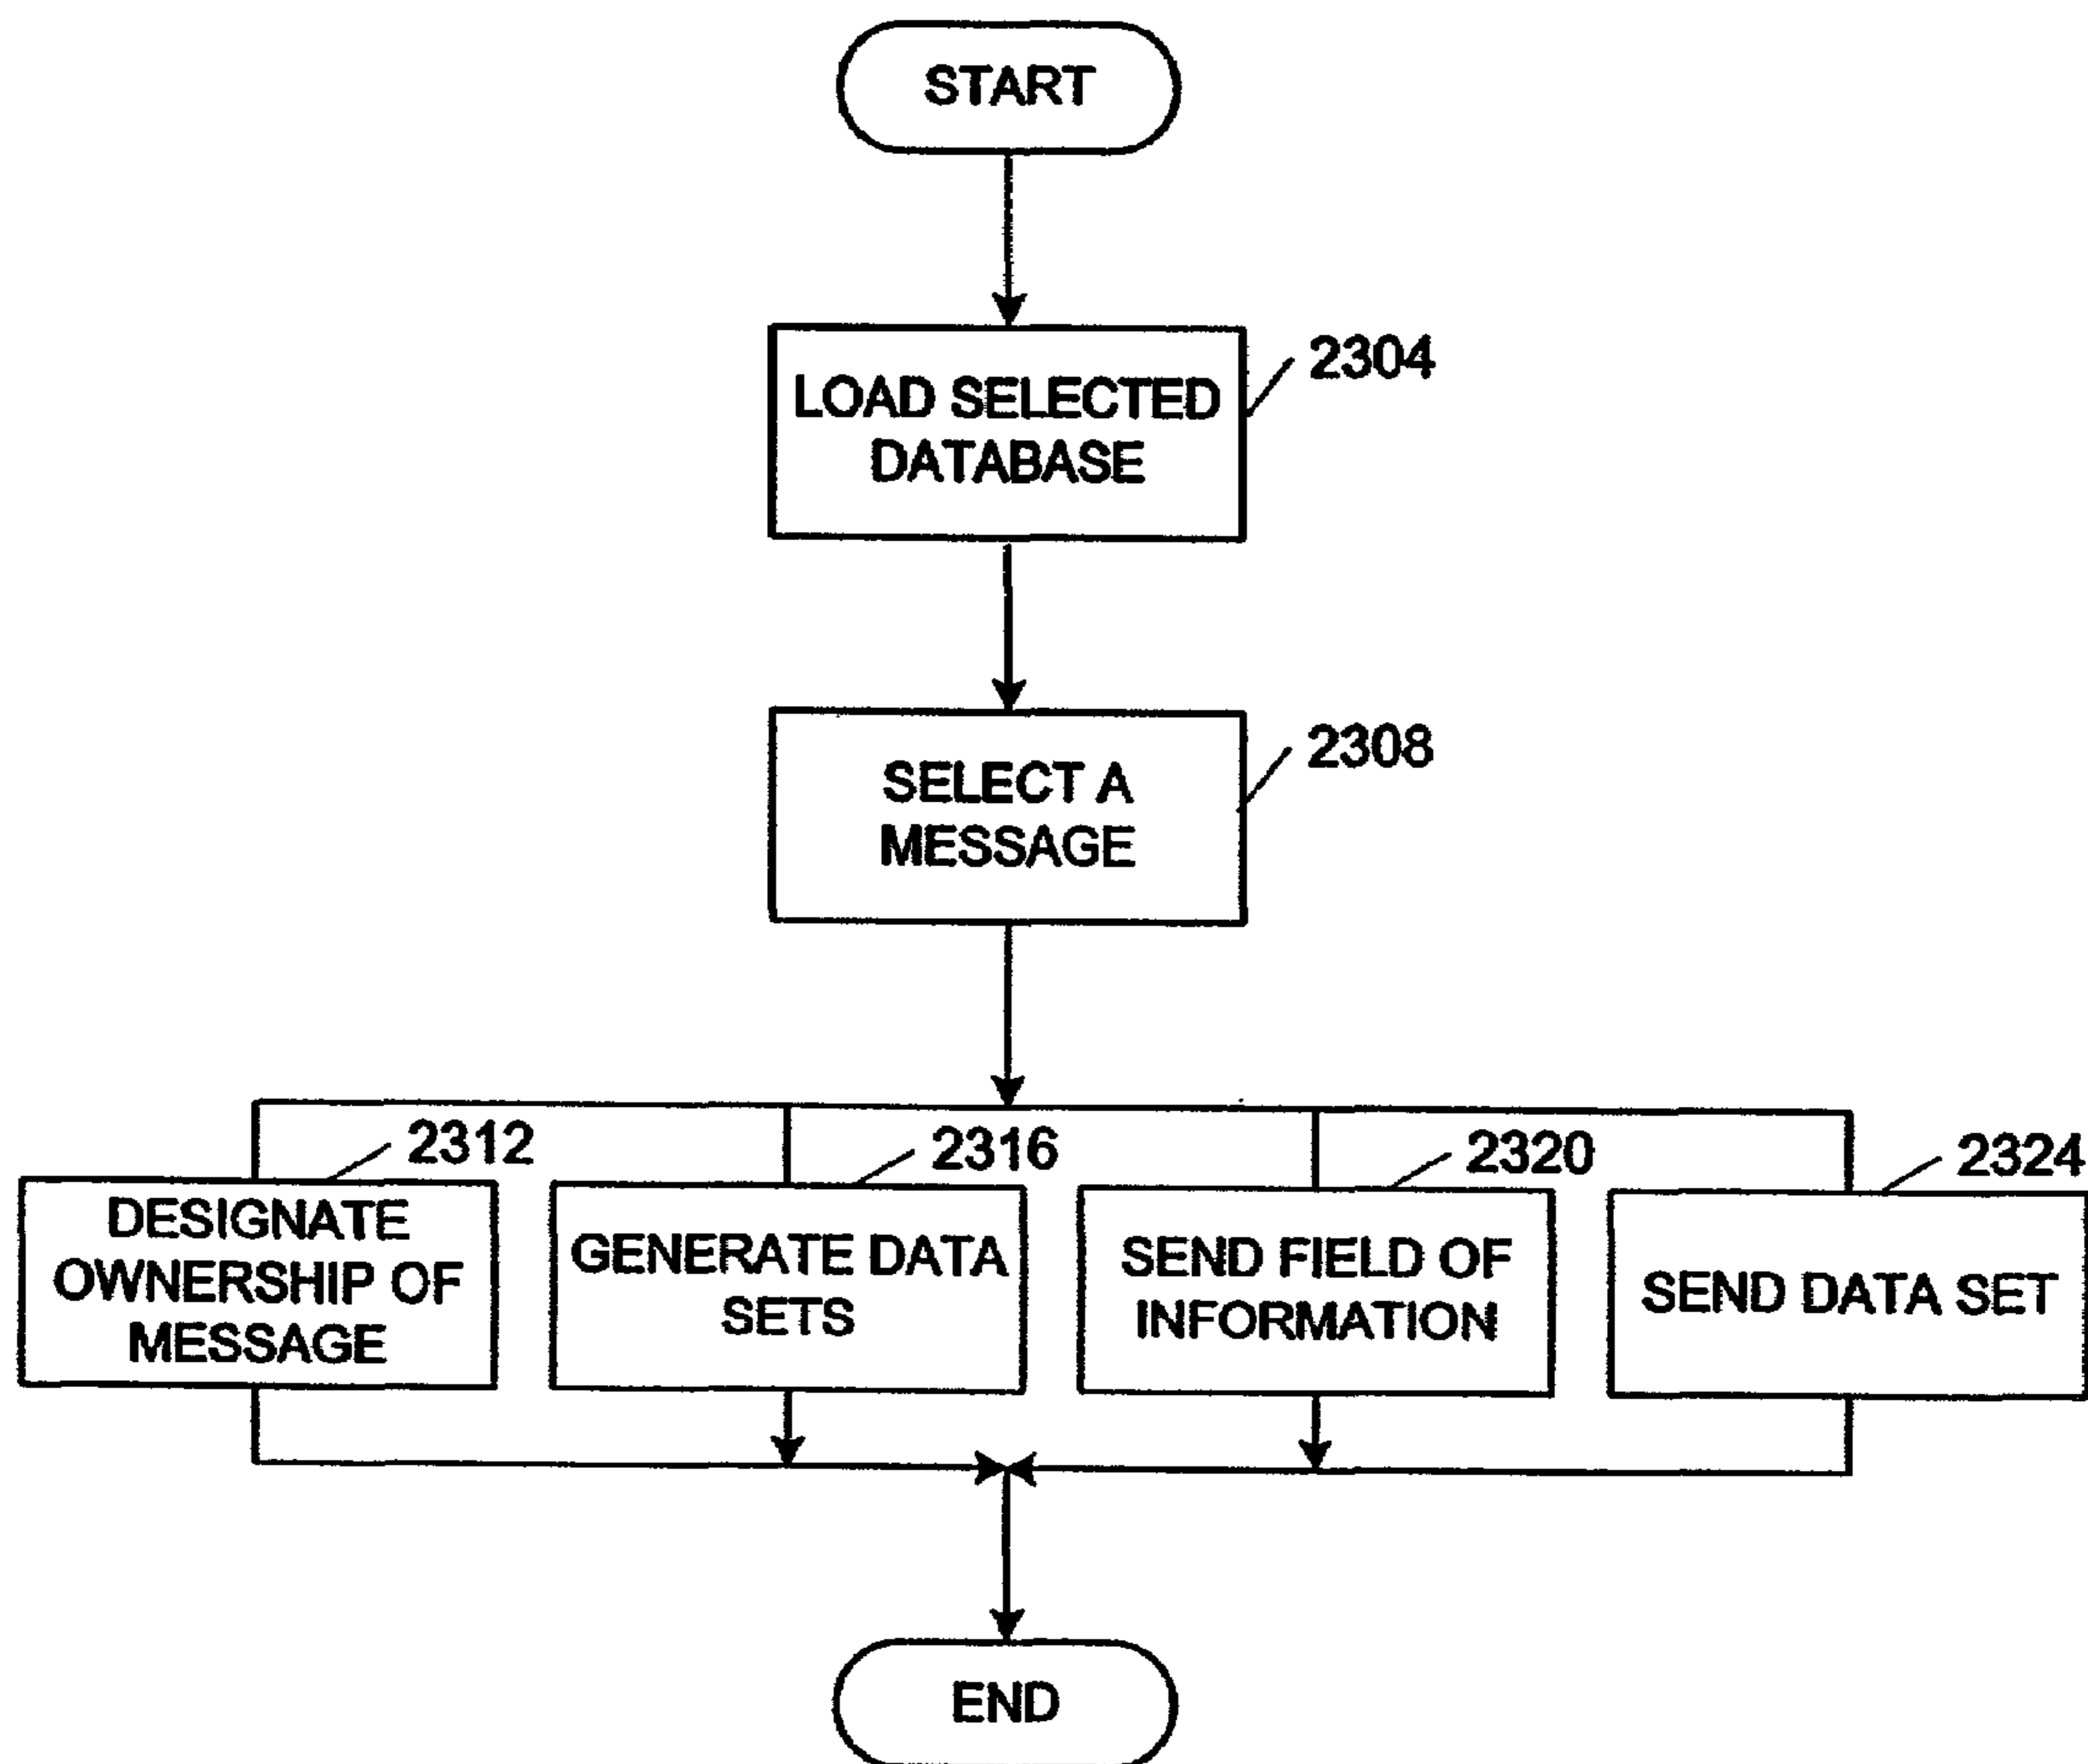 START
2304
LOAD SELECTED
DATABASE
2308
SELECT A
MESSAGE
2312
DESIGNATE
OWNERSHIP OF
MESSAGE
2316
GENERATE DATA
SETS
2320
SEND FIELD OF
INFORMATION
2324
SEND DATA SET
END